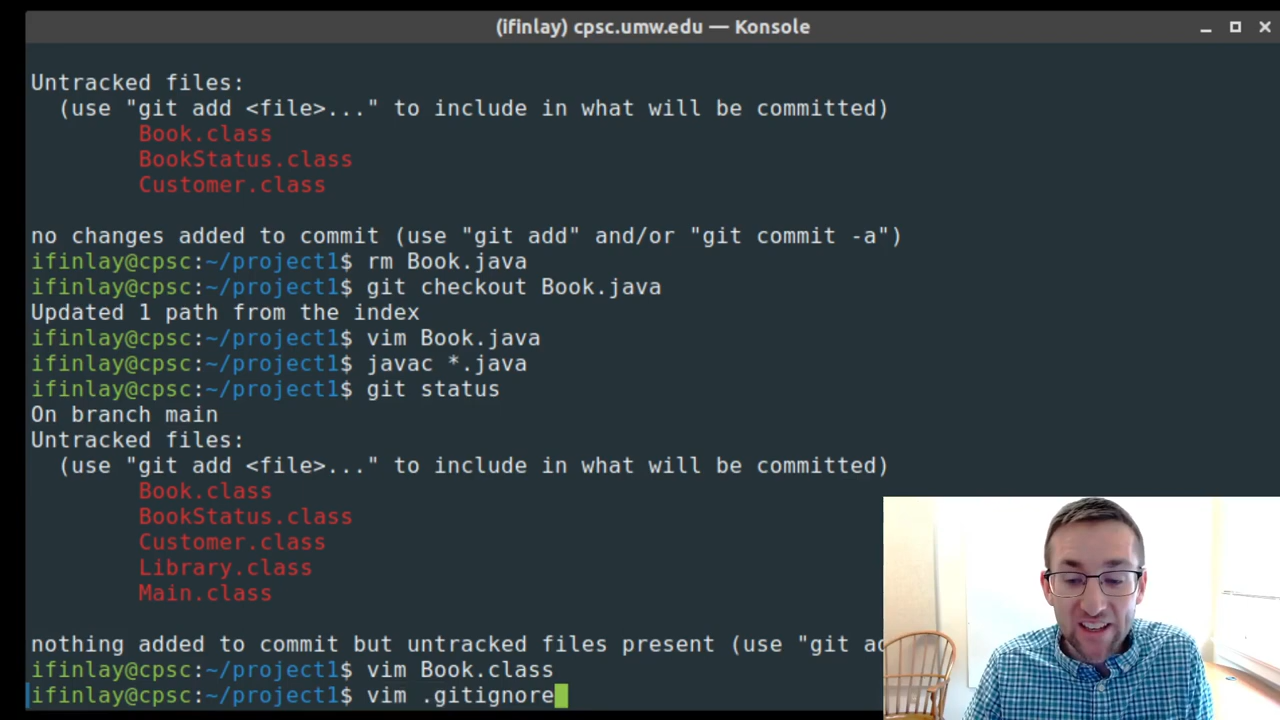 (ifinlay) cpsc.umw.edu — Konsole
Untracked files:
(use "git add <file>..." to include in what will be committed)
Book.class
BookStatus.class
Customer.class
no changes added to commit (use "git add" and/or "git commit -a")
ifinlay@cpsc:~/project1$ rm Book.java
ifinlay@cpsc:~/project1$ git checkout Book.java
Updated 1 path from the index
ifinlay@cpsc:~/project1$ vim Book.java
ifinlay@cpsc:~/project1$ javac *.java
ifinlay@cpsc:~/project1$ git status
On branch main
Untracked files:
(use "git add <file>..." to include in what will be committed)
Book.class
BookStatus.class
Customer.class
Library.class
Main.class
nothing added to commit but untracked files present (use "git
ifinlay@cpsc:~/project1$ vim Book.class
ifinlay@cpsc:~/project1$ vim .gitignore